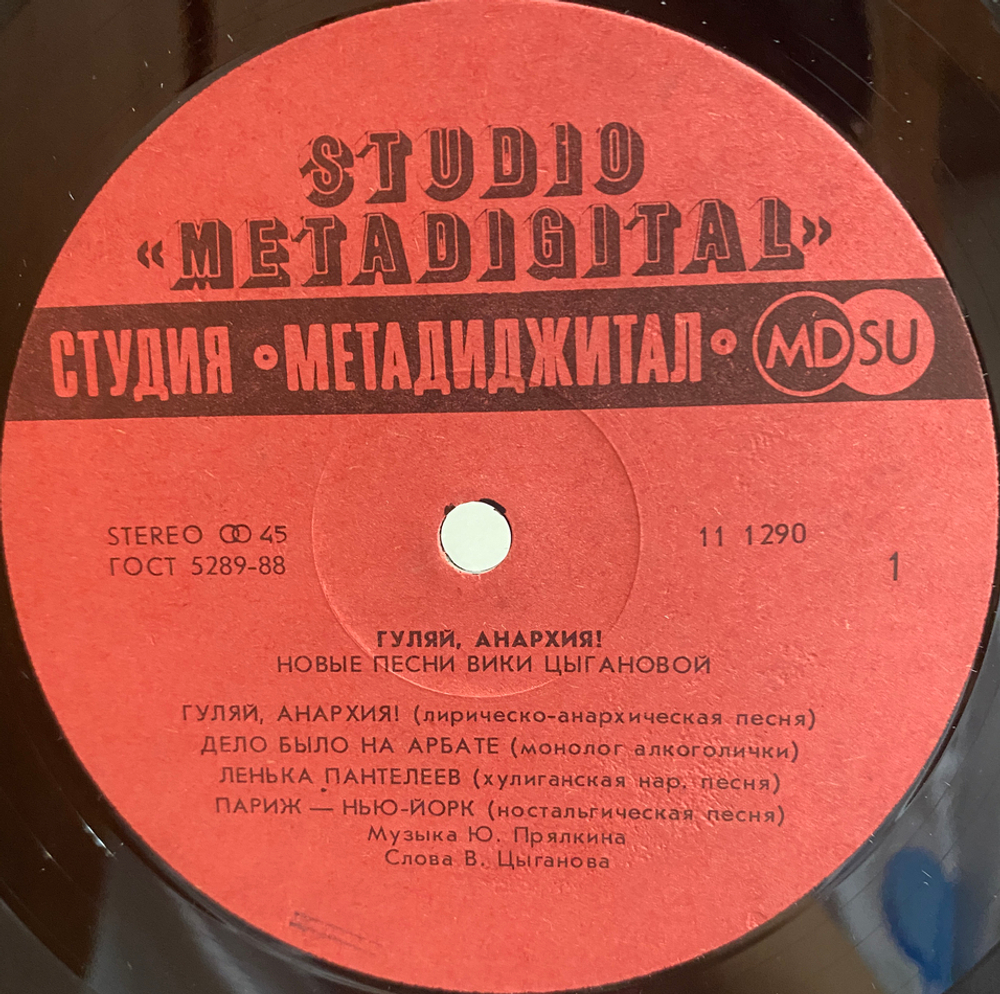 STUDIO
«METADIGITAL»
СТУДИЯ • МЕТАДИДЖИТАЛ • MD SU
STEREO ꝏ 45
ГОСТ 5289-88
11 1290
1
ГУЛЯЙ, АНАРХИЯ!
НОВЫЕ ПЕСНИ ВИКИ ЦЫГАНОВОЙ
ГУЛЯЙ, АНАРХИЯ! (лирическо-анархическая песня)
ДЕЛО БЫЛО НА АРБАТЕ (монолог алкоголички)
ЛЕНЬКА ПАНТЕЛЕЕВ (хулиганская нар. песня)
ПАРИЖ — НЬЮ-ЙОРК (ностальгическая песня)
Музыка Ю. Прялкина
Слова В. Цыганова